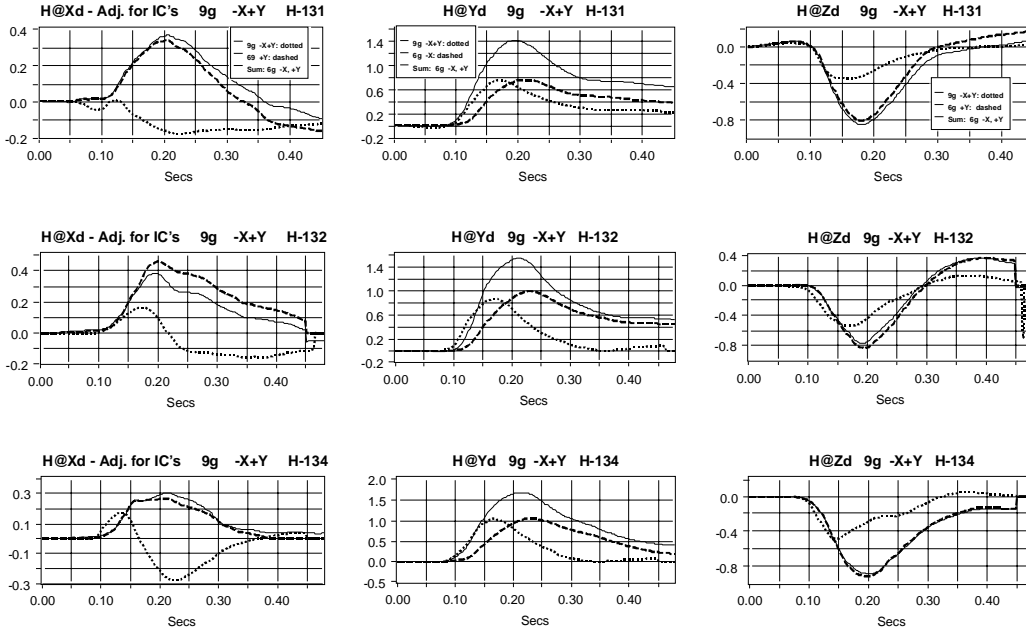 H@Xd - Adj. for IC's 9g -X+Y H-131
0.4
0.2
0.0
-0.2
9g -X+Y: dotted
69 +Y: dashed
Sum: 6g -X, +Y
0.00 0.10 0.20 0.30 0.40
Secs
H@Yd 9g -X+Y H-131
1.4
1.0
0.6
0.2
-0.2
9g -X+Y: dotted
6g -X: dashed
Sum: 6g -X, +Y
0.00 0.10 0.20 0.30 0.40
Secs
H@Zd 9g -X+Y H-131
0.0
-0.4
-0.8
9g -X+Y: dotted
6g +Y: dashed
Sum: 6g -X, +Y
0.00 0.10 0.20 0.30 0.40
Secs
H@Xd - Adj. for IC's 9g -X+Y H-132
0.4
0.2
0.0
-0.2
0.00 0.10 0.20 0.30 0.40
Secs
H@Yd 9g -X+Y H-132
1.4
1.0
0.6
0.2
-0.2
0.00 0.10 0.20 0.30 0.40
Secs
H@Zd 9g -X+Y H-132
0.4
0.0
-0.4
-0.8
0.00 0.10 0.20 0.30 0.40
Secs
H@Xd - Adj. for IC's 9g -X+Y H-134
0.3
0.1
-0.1
-0.3
0.00 0.10 0.20 0.30 0.40
Secs
H@Yd 9g -X+Y H-134
2.0
1.5
1.0
0.5
0.0
-0.5
0.00 0.10 0.20 0.30 0.40
Secs
H@Zd 9g -X+Y H-134
0.0
-0.4
-0.8
0.00 0.10 0.20 0.30 0.40
Secs